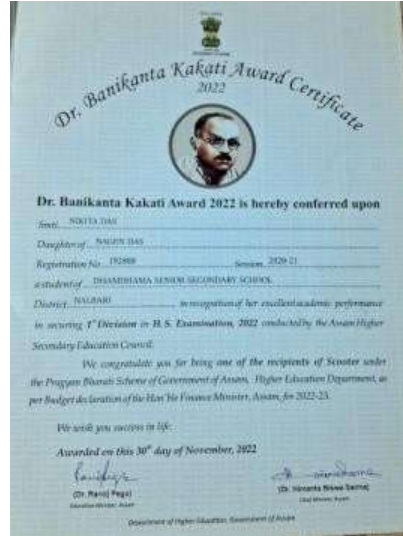 Dr. Banikanta Kakati Award Certificate
2022
Dr. Banikanta Kakati Award 2022 is hereby conferred upon
Smti. NIKITA DAS
Daughter of NAGEN DAS
Registration No. 192888 Session 2020-21
a student of DHAMDHAMA SENIOR SECONDARY SCHOOL
District NALBARI in recognition of her excellent academic performance
in securing 1st Division in H. S. Examination, 2022 conducted by the Assam Higher
Secondary Education Council.
We congratulate you for being one of the recipients of Scooter under
the Pragyan Bharati Scheme of Government of Assam, Higher Education Department, as
per Budget declaration of the Hon'ble Finance Minister, Assam, for 2022-23.
We wish you success in life.
Awarded on this 30th day of November, 2022
(Dr. Ranoj Pegu) (Dr. Himanta Biswa Sarma)
Education Minister, Assam Chief Minister, Assam
Department of Higher Education, Government of Assam